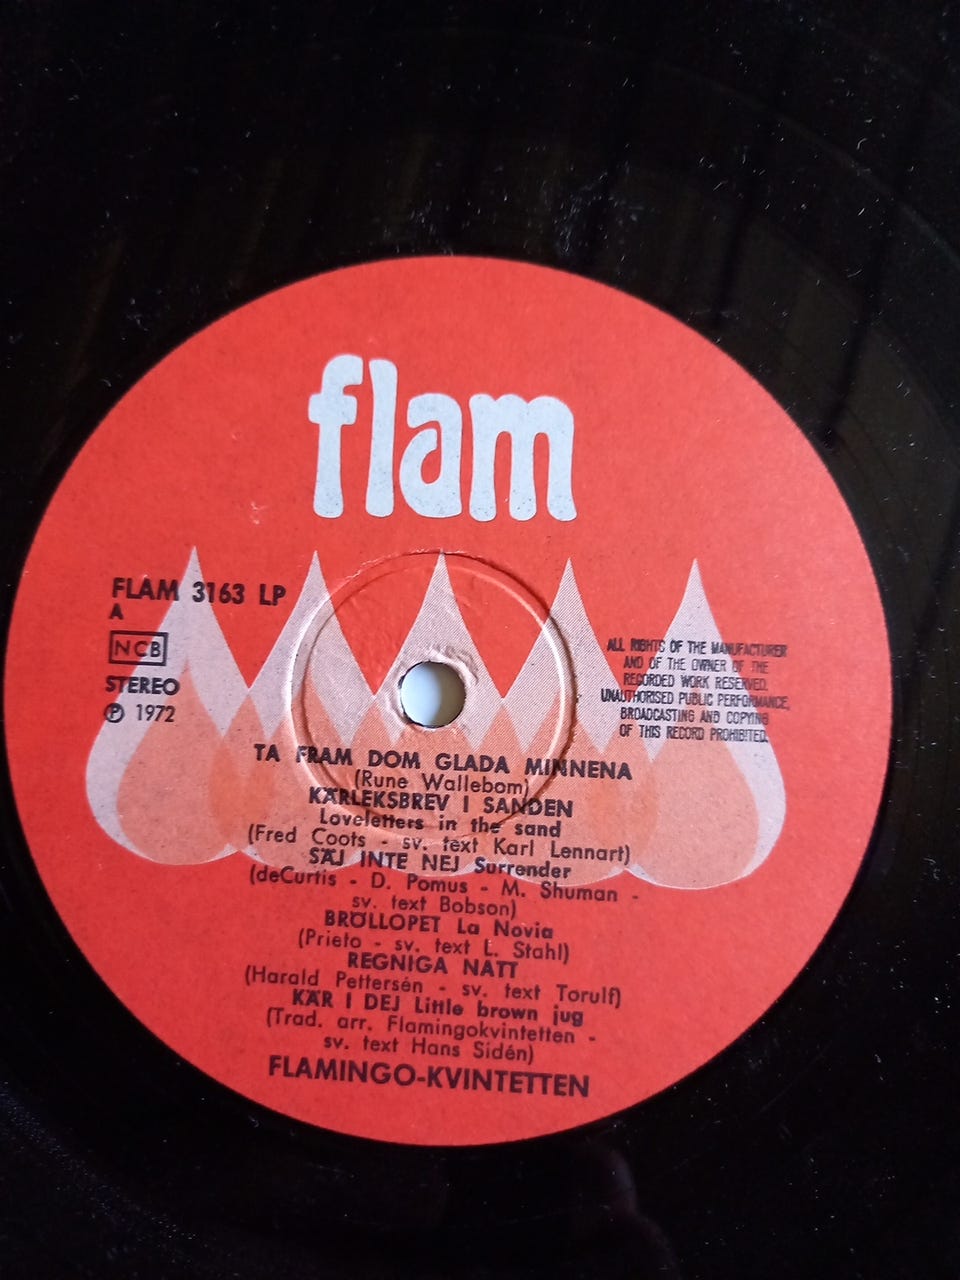 flam
FLAM 3163 LP
A
NCB
STEREO
Ⓟ 1972
ALL RIGHTS OF THE MANUFACTURER
AND OF THE OWNER OF THE
RECORDED WORK RESERVED.
UNAUTHORISED PUBLIC PERFORMANCE,
BROADCASTING AND COPYING
OF THIS RECORD PROHIBITED.
TA FRAM DOM GLADA MINNENA
(Rune Wallebom)
KÄRLEKSBREV I SANDEN
Loveletters in the sand
(Fred Coots - sv. text Karl Lennart)
SÄJ INTE NEJ Surrender
(deCurtis - D. Pomus - M. Shuman -
sv. text Bobson)
BRÖLLOPET La Novia
(Prieto - sv. text L. Stahl)
REGNIGA NATT
(Harald Pettersén - sv. text Torulf)
KÄR I DEJ Little brown jug
(Trad. arr. Flamingokvintetten -
sv. text Hans Sidén)
FLAMINGO-KVINTETTEN